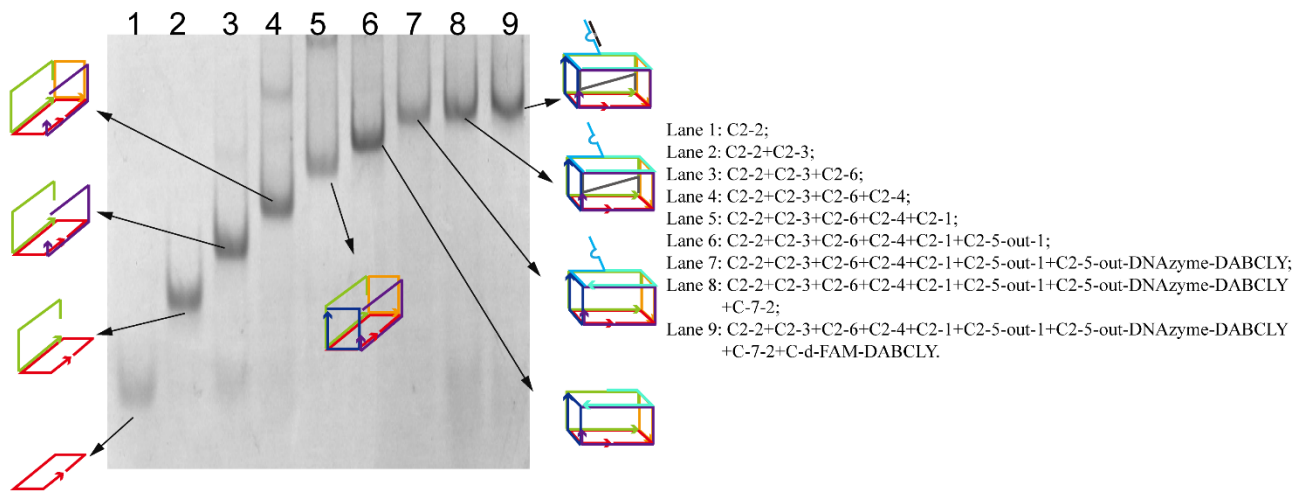 1 2 3 4 5 6 7 8 9
Lane 1: C2-2;
Lane 2: C2-2+C2-3;
Lane 3: C2-2+C2-3+C2-6;
Lane 4: C2-2+C2-3+C2-6+C2-4;
Lane 5: C2-2+C2-3+C2-6+C2-4+C2-1;
Lane 6: C2-2+C2-3+C2-6+C2-4+C2-1+C2-5-out-1;
Lane 7: C2-2+C2-3+C2-6+C2-4+C2-1+C2-5-out-1+C2-5-out-DNAzyme-DABCLY;
Lane 8: C2-2+C2-3+C2-6+C2-4+C2-1+C2-5-out-1+C2-5-out-DNAzyme-DABCLY
+C-7-2;
Lane 9: C2-2+C2-3+C2-6+C2-4+C2-1+C2-5-out-1+C2-5-out-DNAzyme-DABCLY
+C-7-2+C-d-FAM-DABCLY.